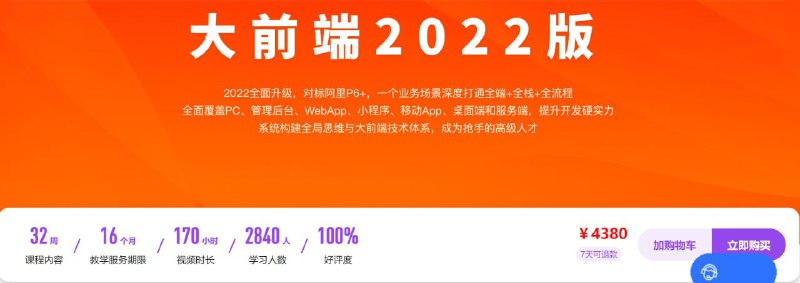 大前端2022版
2022全面升级，对标阿里P6+，一个业务场景深度打通全端+全栈+全流程
全面覆盖PC、管理后台、WebApp、小程序、移动App、桌面端和服务端，提升开发硬实力
系统构建全局思维与大前端技术体系，成为抢手的高级人才
32周 / 16个月 / 170小时 / 2840人 / 100%
课程内容 教学服务期限 视频时长 学习人数 好评度
￥4380
7天可退款
加购物车 立即购买